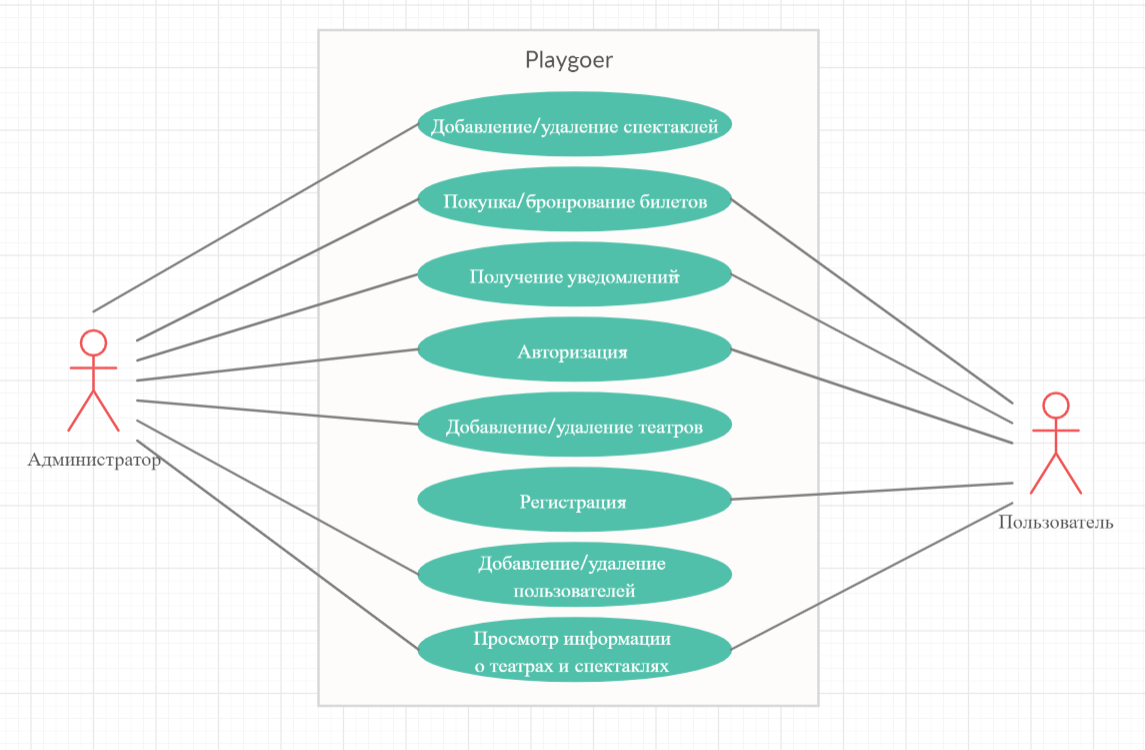 Playgoer
Добавление/удаление спектаклей
Покупка/бронрование билетов
Получение уведомлений
Авторизация
Добавление/удаление театров
Администратор
Регистрация
Пользователь
Добавление/удаление
пользователей
Просмотр информации
о театрах и спектаклях